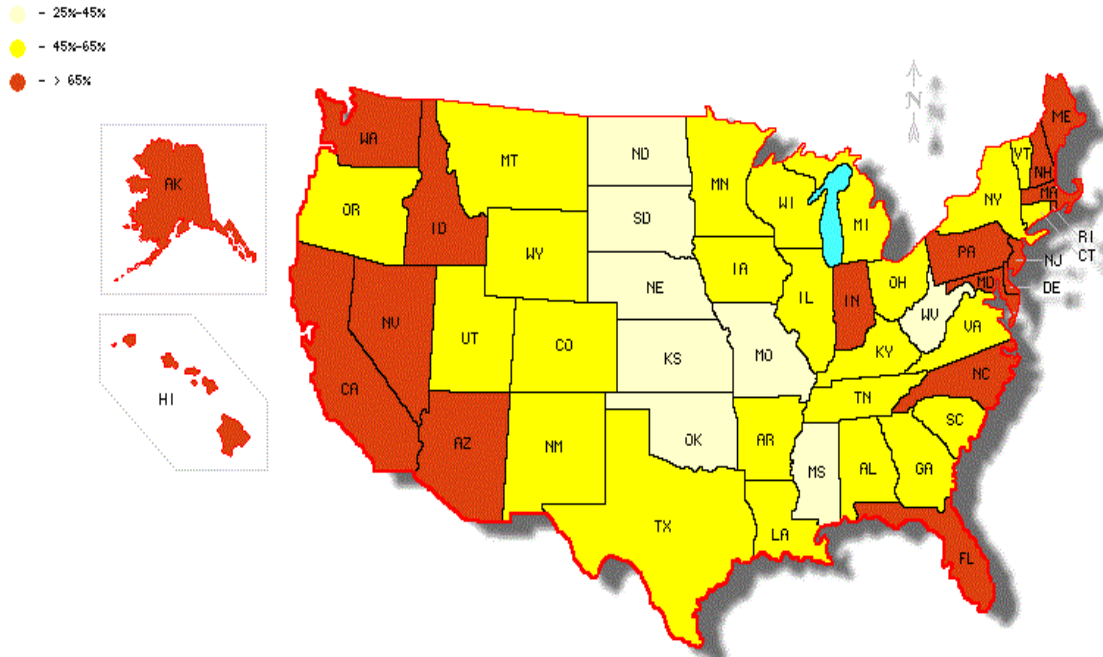 - 25%-45%
- 45%-65%
- > 65%
N
WA
MT
ND
MN
ME
VT
NH
AK
OR
ID
SD
WI
MI
NY
MA
RI
CT
WY
IA
PA
NJ
NE
OH
MD
DE
NV
UT
CO
IL
IN
WV
VA
KS
MO
KY
HI
CA
NC
TN
AZ
NM
OK
AR
SC
MS
AL
GA
TX
LA
FL